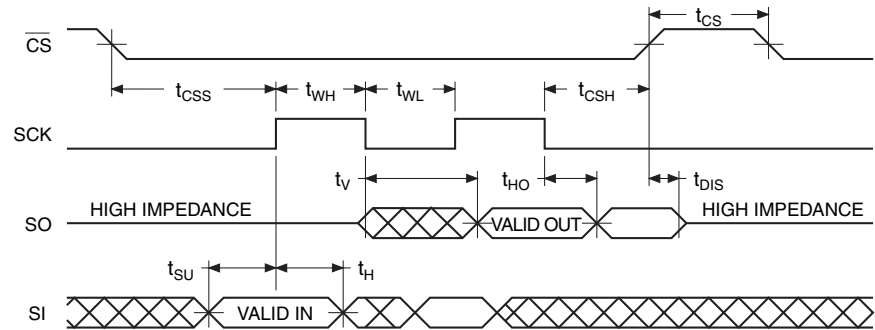 t_CS
CS
t_CSS t_WH t_WL t_CSH
SCK
t_V t_HO t_DIS
HIGH IMPEDANCE VALID OUT HIGH IMPEDANCE
SO
t_SU t_H
SI VALID IN